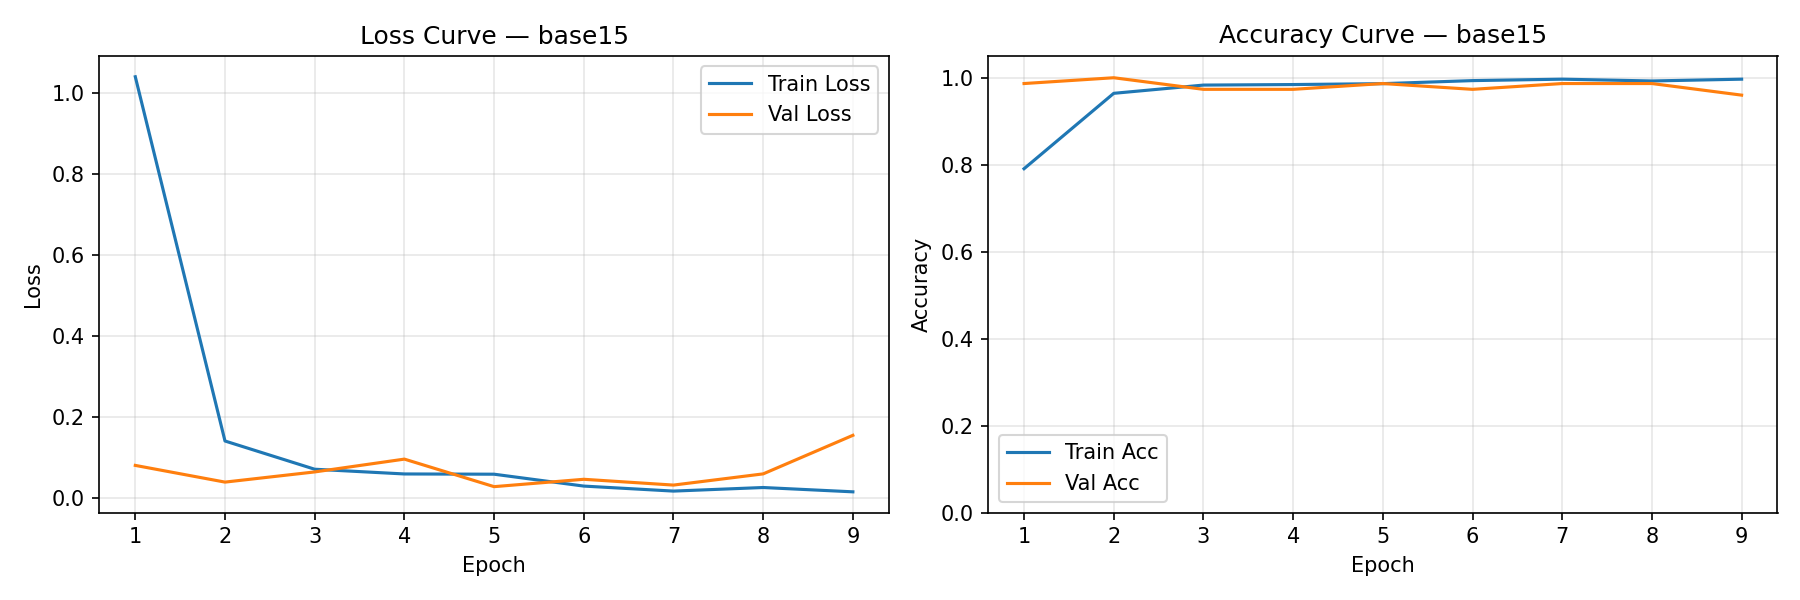 Loss Curve — base15
Loss
1.0
0.8
0.6
0.4
0.2
0.0
Train Loss
Val Loss
1 2 3 4 5 6 7 8 9
Epoch
Accuracy Curve — base15
Accuracy
1.0
0.8
0.6
0.4
0.2
0.0
Train Acc
Val Acc
1 2 3 4 5 6 7 8 9
Epoch